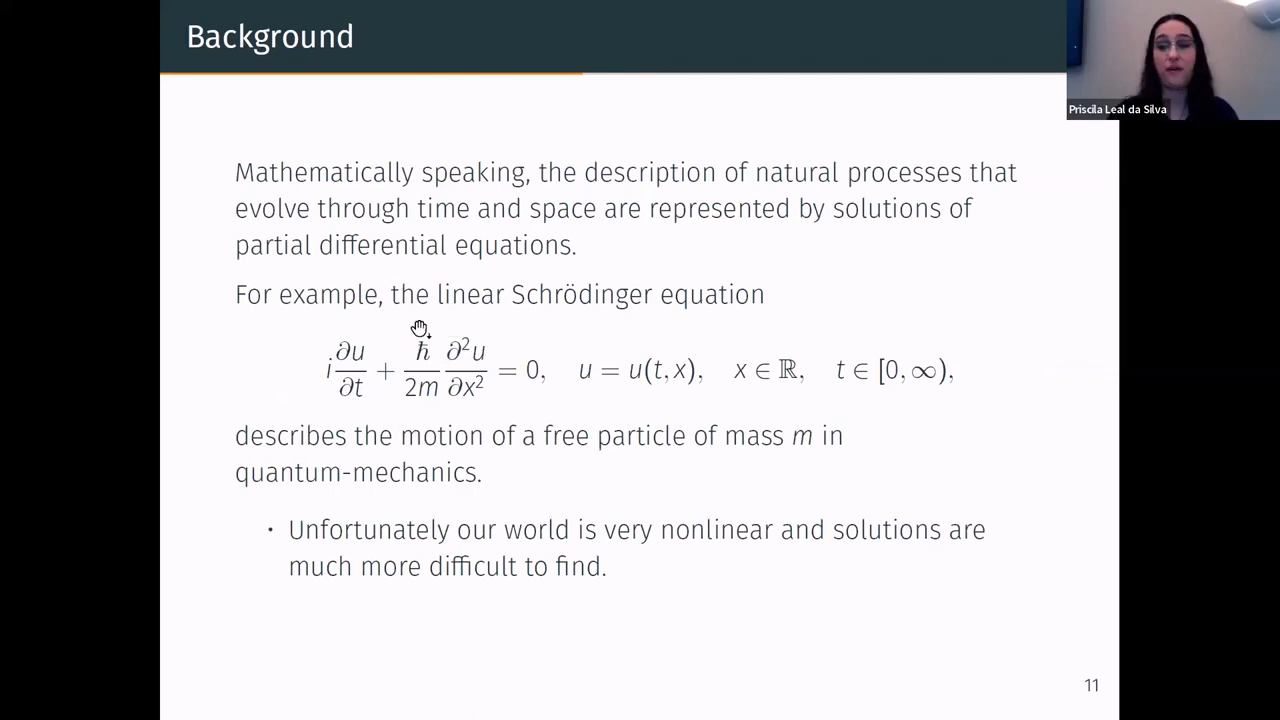 Background
Priscila Leal da Silva
Mathematically speaking, the description of natural processes that
evolve through time and space are represented by solutions of
partial differential equations.
For example, the linear Schrödinger equation
i ∂u/∂t + ħ/2m ∂²u/∂x² = 0, u = u(t, x), x ∈ ℝ, t ∈ [0, ∞),
describes the motion of a free particle of mass m in
quantum-mechanics.
· Unfortunately our world is very nonlinear and solutions are
much more difficult to find.
11